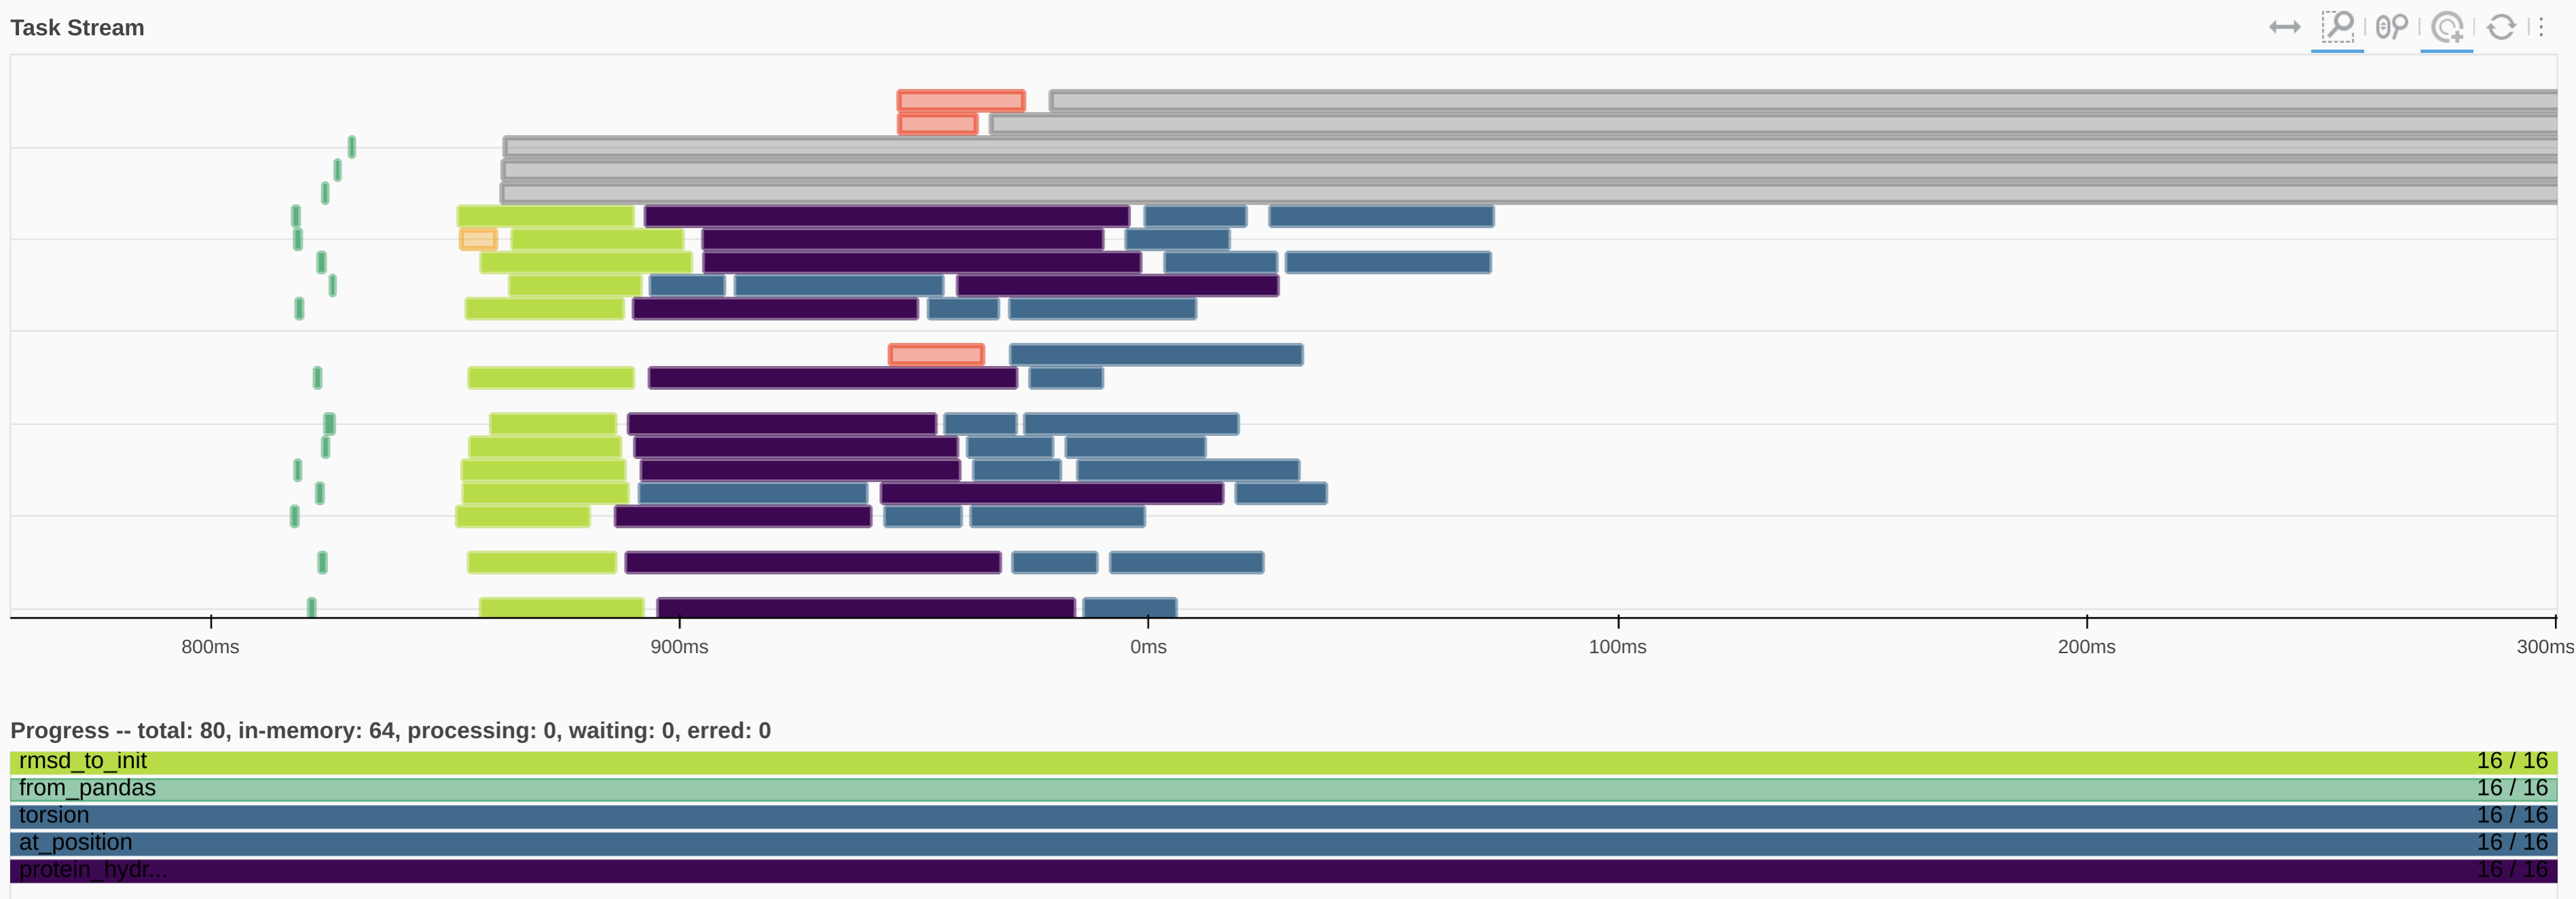 Task Stream
800ms 900ms 0ms 100ms 200ms 300ms
Progress -- total: 80, in-memory: 64, processing: 0, waiting: 0, erred: 0
rmsd_to_init 16 / 16
from_pandas 16 / 16
torsion 16 / 16
at_position 16 / 16
protein_hydr... 16 / 16